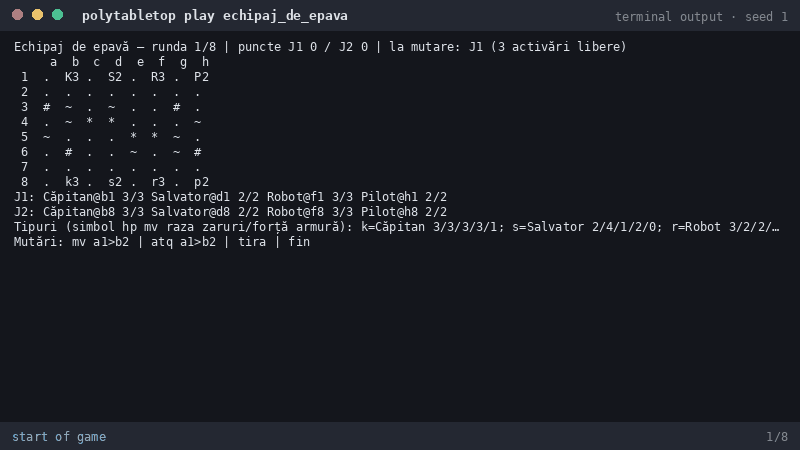 polytabletop play echipaj_de_epava
terminal output · seed 1
Echipaj de epavă — runda 1/8 | puncte J1 0 / J2 0 | la mutare: J1 (3 activări libere)
a b c d e f g h
1 . K3 . S2 . R3 . P2
2 . . . . . . . .
3 # ~ . ~ . . # .
4 . ~ * * . . . ~
5 ~ . . . * * ~ .
6 . # . . ~ . ~ #
7 . . . . . . . .
8 . k3 . s2 . r3 . p2
J1: Căpitan@b1 3/3 Salvator@d1 2/2 Robot@f1 3/3 Pilot@h1 2/2
J2: Căpitan@b8 3/3 Salvator@d8 2/2 Robot@f8 3/3 Pilot@h8 2/2
Tipuri (simbol hp mv raza zaruri/forță armură): k=Căpitan 3/3/3/3/1; s=Salvator 2/4/1/2/0; r=Robot 3/2/2/…
Mutări: mv a1>b2 | atq a1>b2 | tira | fin
start of game
1/8